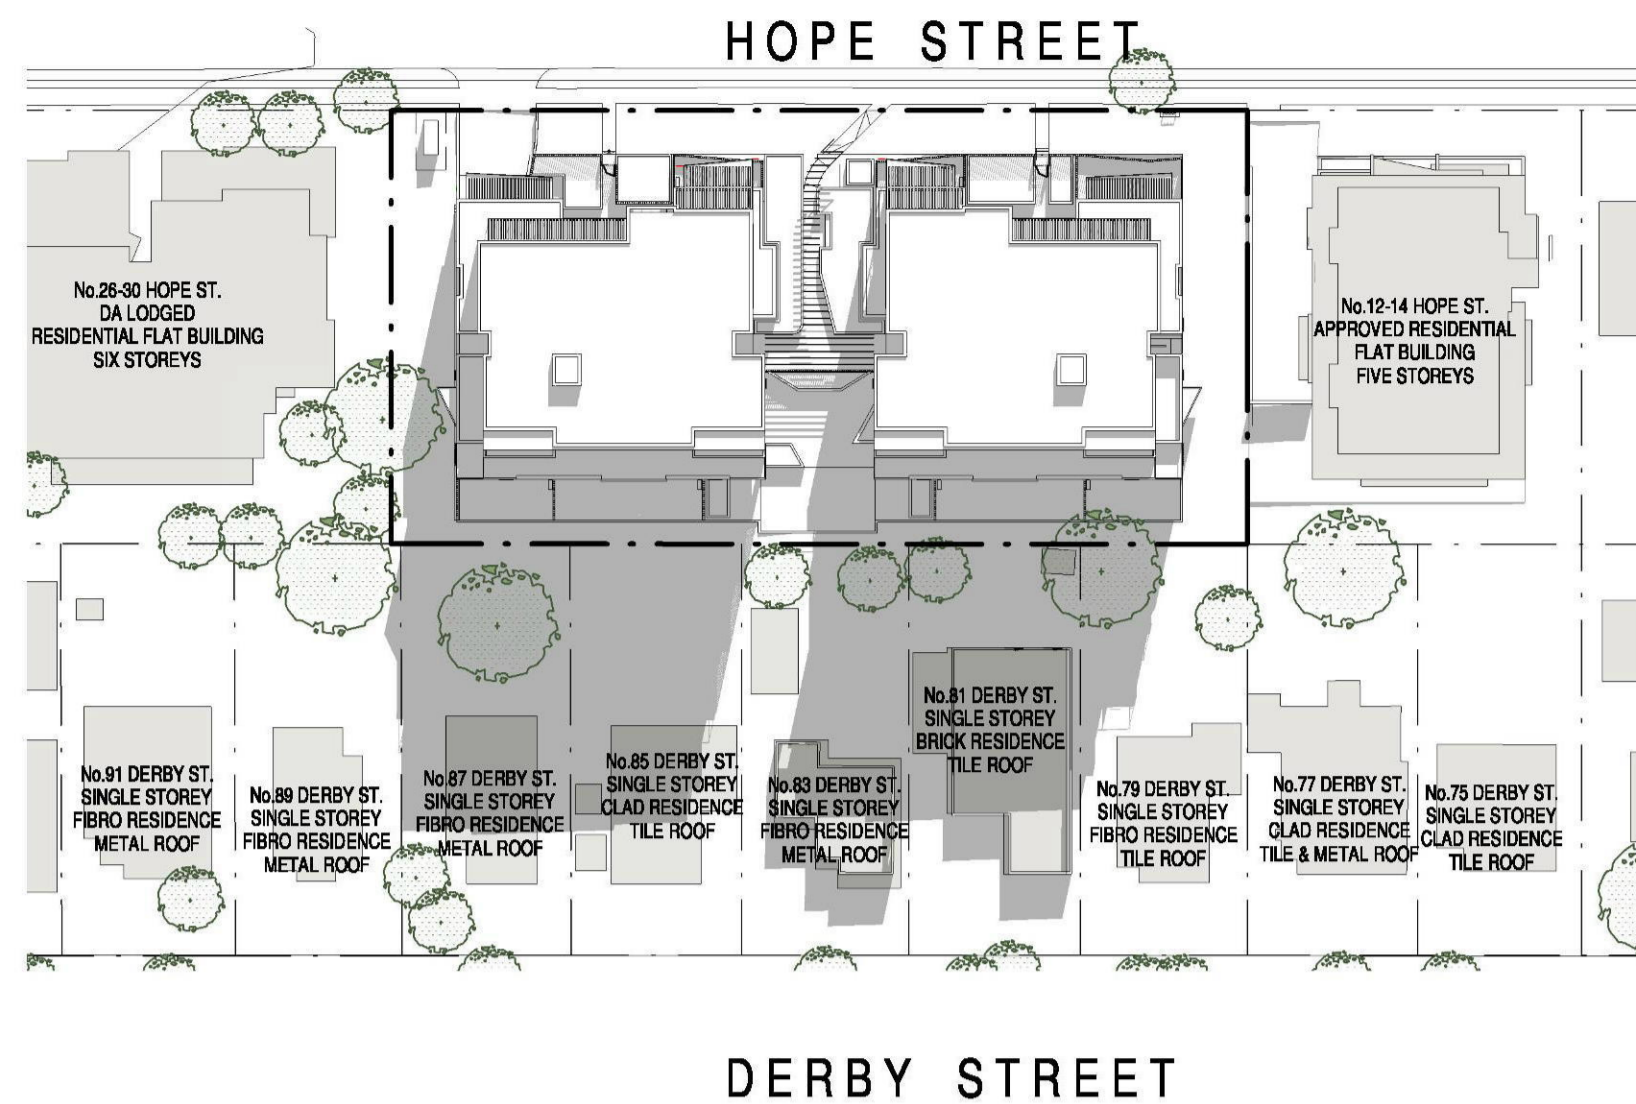 HOPE STREET
No.26-30 HOPE ST.
DA LODGED
RESIDENTIAL FLAT BUILDING
SIX STOREYS
No.12-14 HOPE ST.
APPROVED RESIDENTIAL
FLAT BUILDING
FIVE STOREYS
No.91 DERBY ST.
SINGLE STOREY
FIBRO RESIDENCE
METAL ROOF
No.89 DERBY ST.
SINGLE STOREY
FIBRO RESIDENCE
METAL ROOF
No.87 DERBY ST.
SINGLE STOREY
FIBRO RESIDENCE
METAL ROOF
No.85 DERBY ST.
SINGLE STOREY
CLAD RESIDENCE
TILE ROOF
No.83 DERBY ST.
SINGLE STOREY
FIBRO RESIDENCE
METAL ROOF
No.81 DERBY ST.
SINGLE STOREY
BRICK RESIDENCE
TILE ROOF
No.79 DERBY ST.
SINGLE STOREY
FIBRO RESIDENCE
TILE ROOF
No.77 DERBY ST.
SINGLE STOREY
CLAD RESIDENCE
TILE & METAL ROOF
No.75 DERBY ST.
SINGLE STOREY
CLAD RESIDENCE
TILE ROOF
DERBY STREET